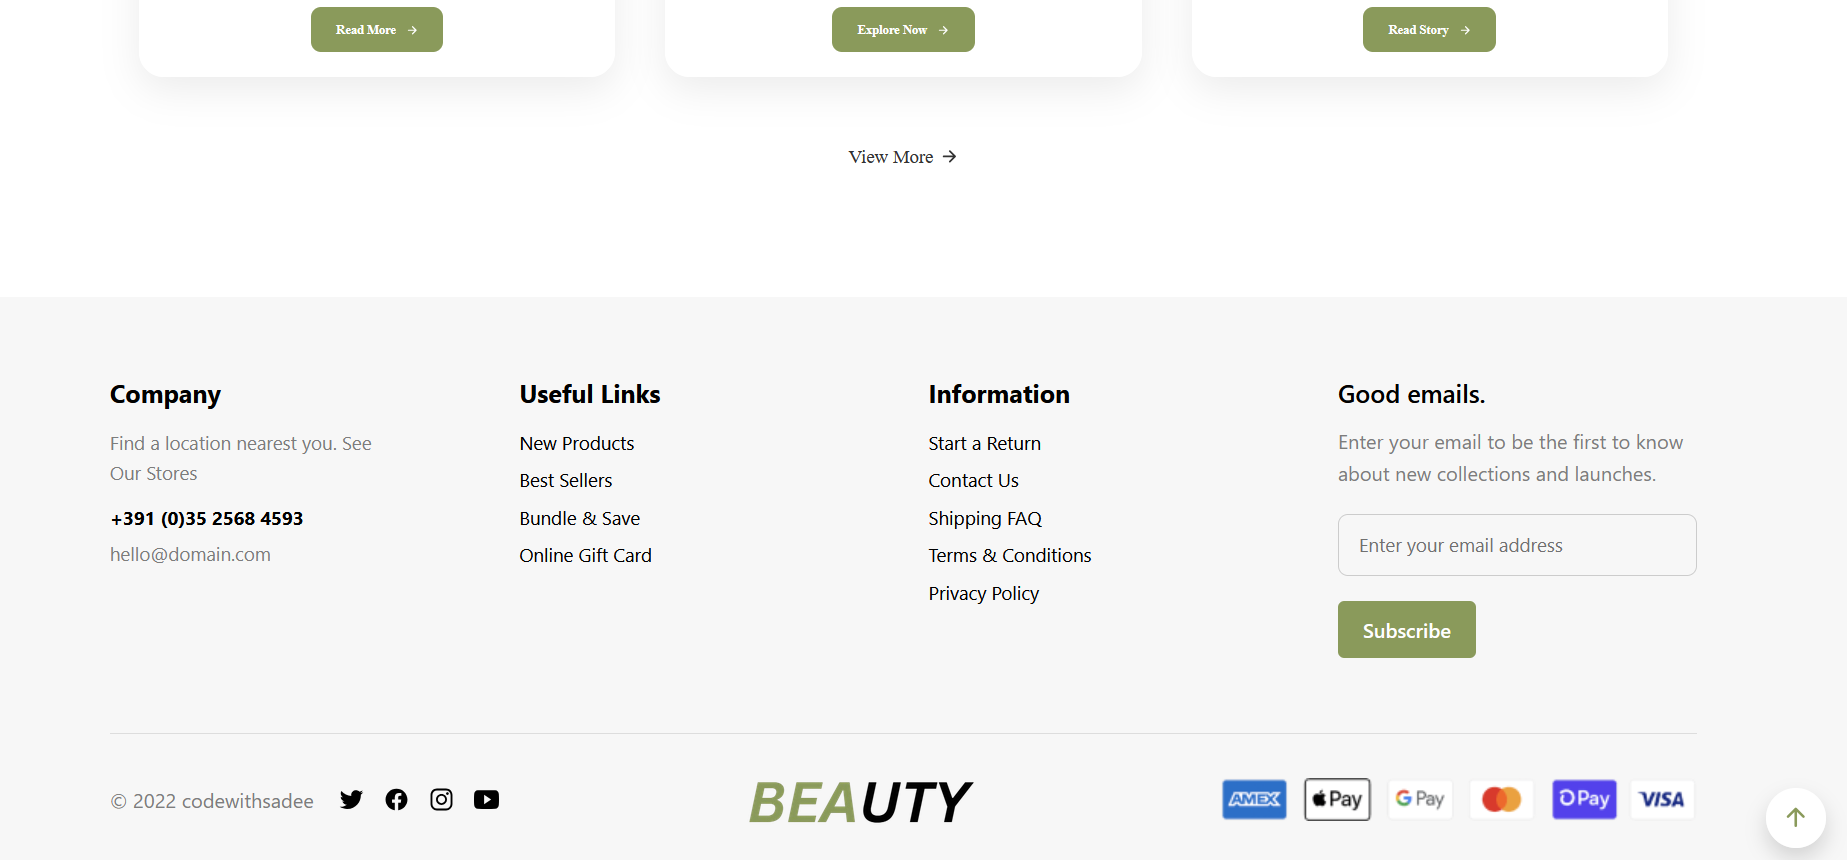 Read More
Explore Now
Read Story
View More
Company
Find a location nearest you. See
Our Stores
+391 (0)35 2568 4593
hello@domain.com
Useful Links
New Products
Best Sellers
Bundle & Save
Online Gift Card
Information
Start a Return
Contact Us
Shipping FAQ
Terms & Conditions
Privacy Policy
Good emails.
Enter your email to be the first to know
about new collections and launches.
Enter your email address
Subscribe
© 2022 codewithsadee
BEAUTY
AMEX
Pay
G Pay
Pay
VISA